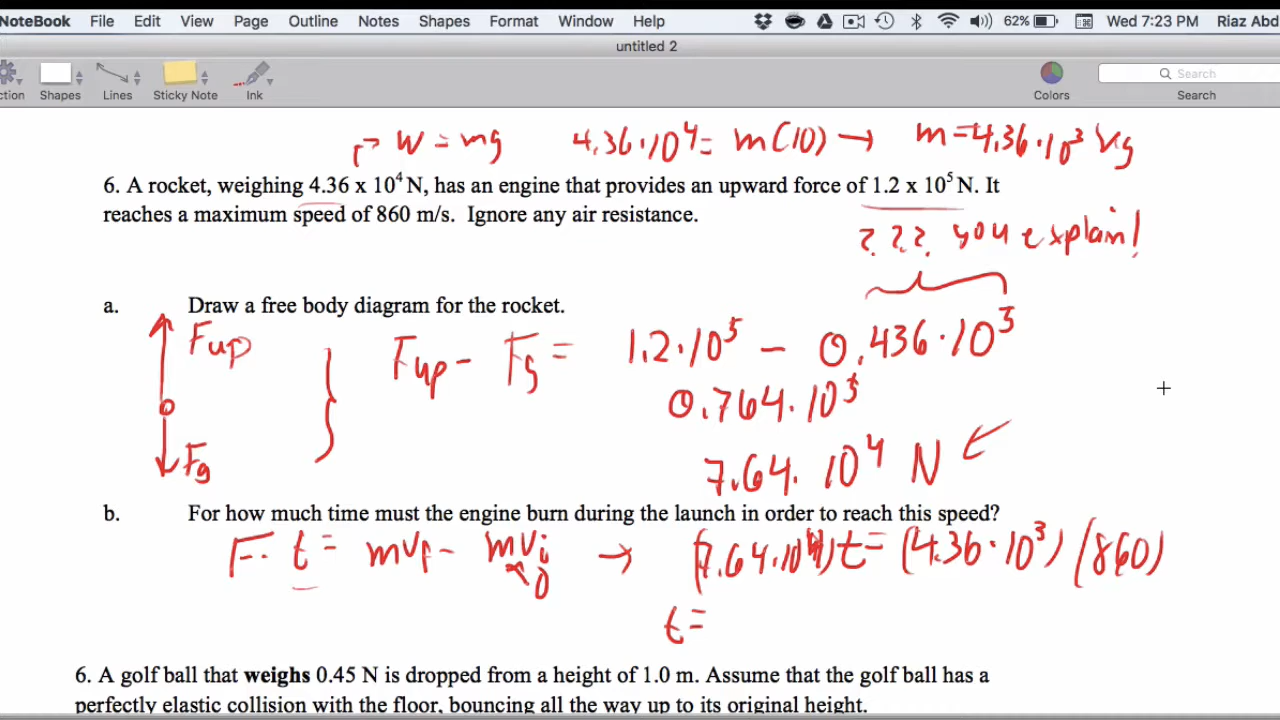 NoteBook File Edit View Page Outline Notes Shapes Format Window Help 62% Wed 7:23 PM Riaz Abd
untitled 2
ction Shapes Lines Sticky Note Ink Colors Search
Search
W = mg 4.36·10⁴ = m(10) → m=4.36·10³ kg
6. A rocket, weighing 4.36 x 10⁴ N, has an engine that provides an upward force of 1.2 x 10⁵ N. It
reaches a maximum speed of 860 m/s. Ignore any air resistance.
??? you explain!
a. Draw a free body diagram for the rocket.
Fup
Fup - Fg = 1.2·10⁵ - 0.436·10⁵
0.764·10⁵
Fg
7.64·10⁴ N
b. For how much time must the engine burn during the launch in order to reach this speed?
F· t = mvf - mvi → (7.64·10⁴)t = (4.36·10³)(860)
0
t =
6. A golf ball that weighs 0.45 N is dropped from a height of 1.0 m. Assume that the golf ball has a
perfectly elastic collision with the floor, bouncing all the way up to its original height.